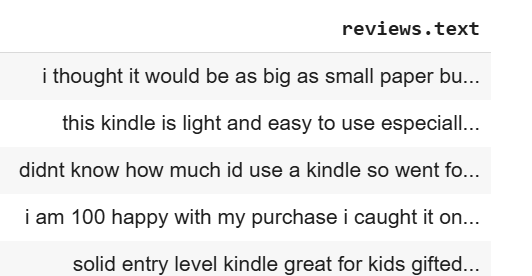 reviews.text
i thought it would be as big as small paper bu...
this kindle is light and easy to use especiall...
didnt know how much id use a kindle so went fo...
i am 100 happy with my purchase i caught it on...
solid entry level kindle great for kids gifted...